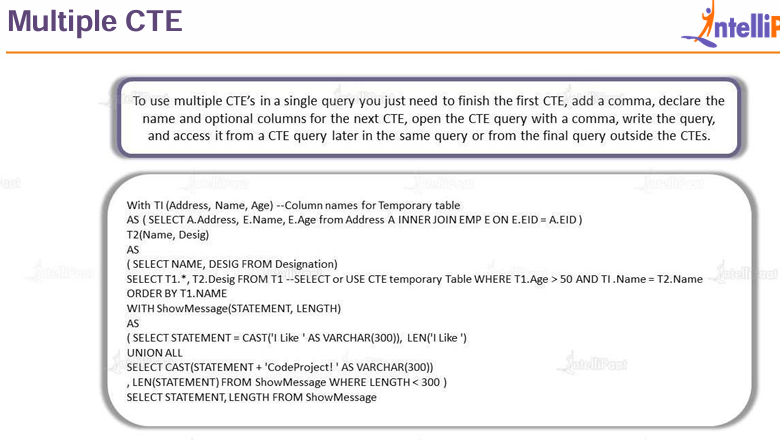 Multiple CTE
ntelliP
To use multiple CTE's in a single query you just need to finish the first CTE, add a comma, declare the
name and optional columns for the next CTE, open the CTE query with a comma, write the query,
and access it from a CTE query later in the same query or from the final query outside the CTEs.
With TI (Address, Name, Age) --Column names for Temporary table
AS ( SELECT A.Address, E.Name, E.Age from Address A INNER JOIN EMP E ON E.EID = A.EID )
T2(Name, Desig)
AS
( SELECT NAME, DESIG FROM Designation)
SELECT T1.*, T2.Desig FROM T1 --SELECT or USE CTE temporary Table WHERE T1.Age > 50 AND TI .Name = T2.Name
ORDER BY T1.NAME
WITH ShowMessage(STATEMENT, LENGTH)
AS
( SELECT STATEMENT = CAST('I Like ' AS VARCHAR(300)), LEN('I Like ')
UNION ALL
SELECT CAST(STATEMENT + 'CodeProject! ' AS VARCHAR(300))
, LEN(STATEMENT) FROM ShowMessage WHERE LENGTH < 300 )
SELECT STATEMENT, LENGTH FROM ShowMessage